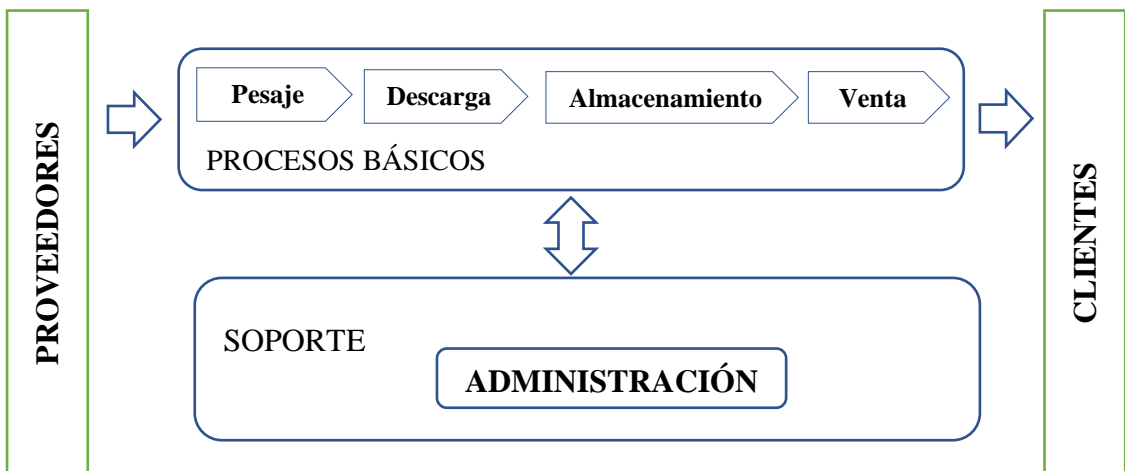 PROVEEDORES
Pesaje
Descarga
Almacenamiento
Venta
PROCESOS BÁSICOS
SOPORTE
ADMINISTRACIÓN
CLIENTES